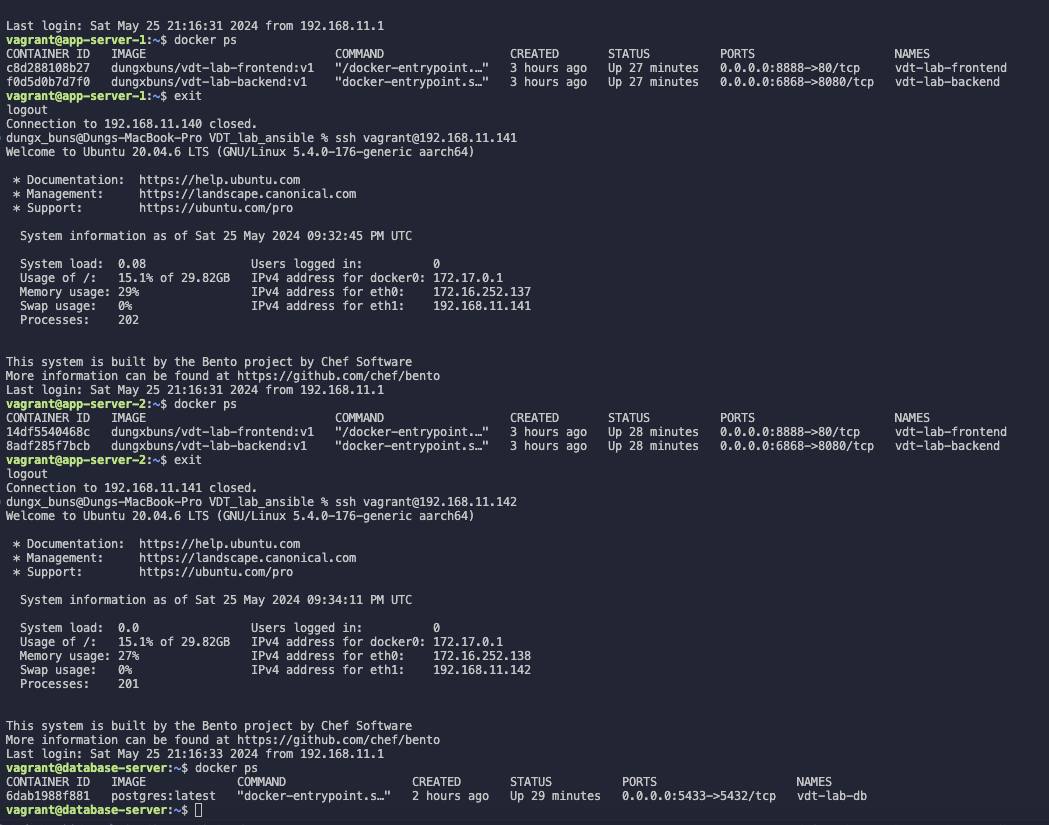 Last login: Sat May 25 21:16:31 2024 from 192.168.11.1
vagrant@app-server-1:~$ docker ps
CONTAINER ID   IMAGE                           COMMAND                  CREATED       STATUS          PORTS                    NAMES
c8d288108b27   dungxbuns/vdt-lab-frontend:v1   "/docker-entrypoint.…"   3 hours ago   Up 27 minutes   0.0.0.0:8888->80/tcp     vdt-lab-frontend
f0d5d0b7d7f0   dungxbuns/vdt-lab-backend:v1    "docker-entrypoint.s…"   3 hours ago   Up 27 minutes   0.0.0.0:6868->8080/tcp   vdt-lab-backend
vagrant@app-server-1:~$ exit
logout
Connection to 192.168.11.140 closed.
dungx_buns@Dungs-MacBook-Pro VDT_lab_ansible % ssh vagrant@192.168.11.141
Welcome to Ubuntu 20.04.6 LTS (GNU/Linux 5.4.0-176-generic aarch64)
 * Documentation:  https://help.ubuntu.com
 * Management:     https://landscape.canonical.com
 * Support:        https://ubuntu.com/pro
  System information as of Sat 25 May 2024 09:32:45 PM UTC
  System load:  0.08               Users logged in:          0
  Usage of /:   15.1% of 29.82GB   IPv4 address for docker0: 172.17.0.1
  Memory usage: 29%                IPv4 address for eth0:    172.16.252.137
  Swap usage:   0%                 IPv4 address for eth1:    192.168.11.141
  Processes:    202
This system is built by the Bento project by Chef Software
More information can be found at https://github.com/chef/bento
Last login: Sat May 25 21:16:31 2024 from 192.168.11.1
vagrant@app-server-2:~$ docker ps
CONTAINER ID   IMAGE                           COMMAND                  CREATED       STATUS          PORTS                    NAMES
14df5540468c   dungxbuns/vdt-lab-frontend:v1   "/docker-entrypoint.…"   3 hours ago   Up 28 minutes   0.0.0.0:8888->80/tcp     vdt-lab-frontend
8adf285f7bcb   dungxbuns/vdt-lab-backend:v1    "docker-entrypoint.s…"   3 hours ago   Up 28 minutes   0.0.0.0:6868->8080/tcp   vdt-lab-backend
vagrant@app-server-2:~$ exit
logout
Connection to 192.168.11.141 closed.
dungx_buns@Dungs-MacBook-Pro VDT_lab_ansible % ssh vagrant@192.168.11.142
Welcome to Ubuntu 20.04.6 LTS (GNU/Linux 5.4.0-176-generic aarch64)
 * Documentation:  https://help.ubuntu.com
 * Management:     https://landscape.canonical.com
 * Support:        https://ubuntu.com/pro
  System information as of Sat 25 May 2024 09:34:11 PM UTC
  System load:  0.0                Users logged in:          0
  Usage of /:   15.1% of 29.82GB   IPv4 address for docker0: 172.17.0.1
  Memory usage: 27%                IPv4 address for eth0:    172.16.252.138
  Swap usage:   0%                 IPv4 address for eth1:    192.168.11.142
  Processes:    201
This system is built by the Bento project by Chef Software
More information can be found at https://github.com/chef/bento
Last login: Sat May 25 21:16:33 2024 from 192.168.11.1
vagrant@database-server:~$ docker ps
CONTAINER ID   IMAGE             COMMAND                  CREATED       STATUS          PORTS                    NAMES
6dab1988f881   postgres:latest   "docker-entrypoint.s…"   2 hours ago   Up 29 minutes   0.0.0.0:5433->5432/tcp   vdt-lab-db
vagrant@database-server:~$